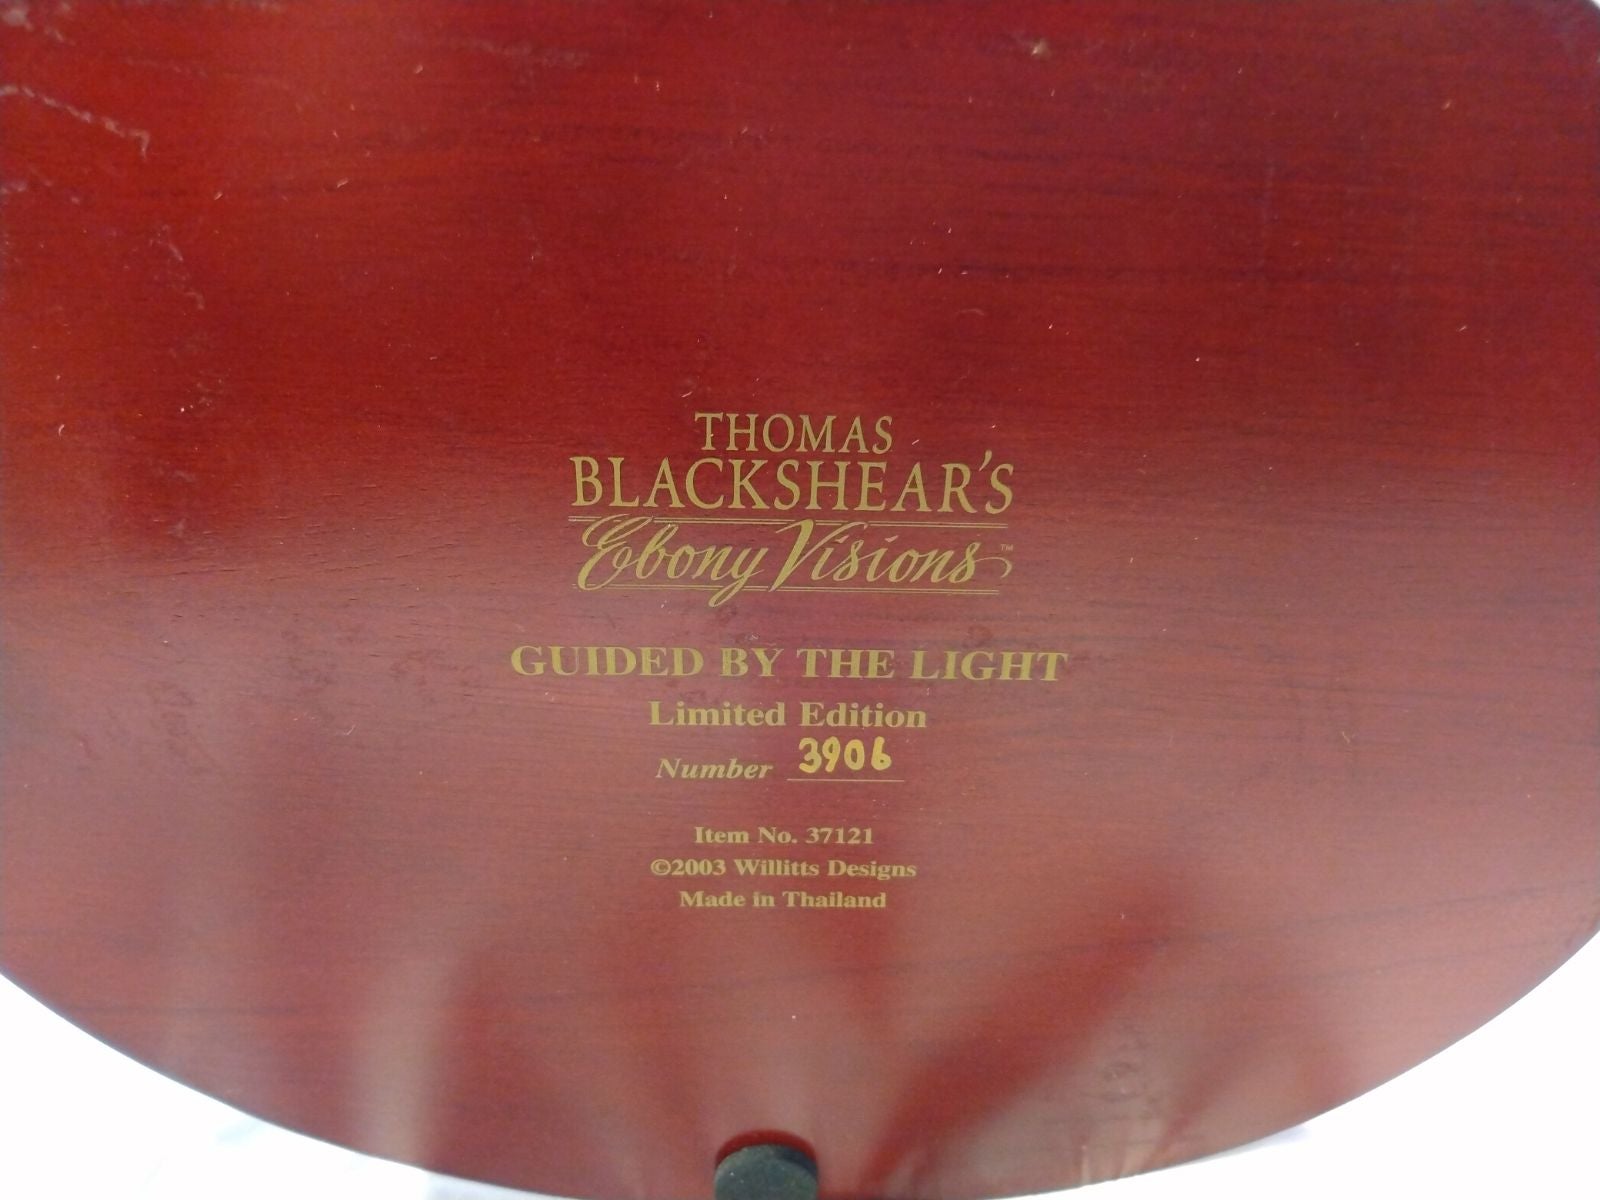 THOMAS
BLACKSHEAR'S
Ebony Visions™
GUIDED BY THE LIGHT
Limited Edition
Number 3906
Item No. 37121
©2003 Willitts Designs
Made in Thailand